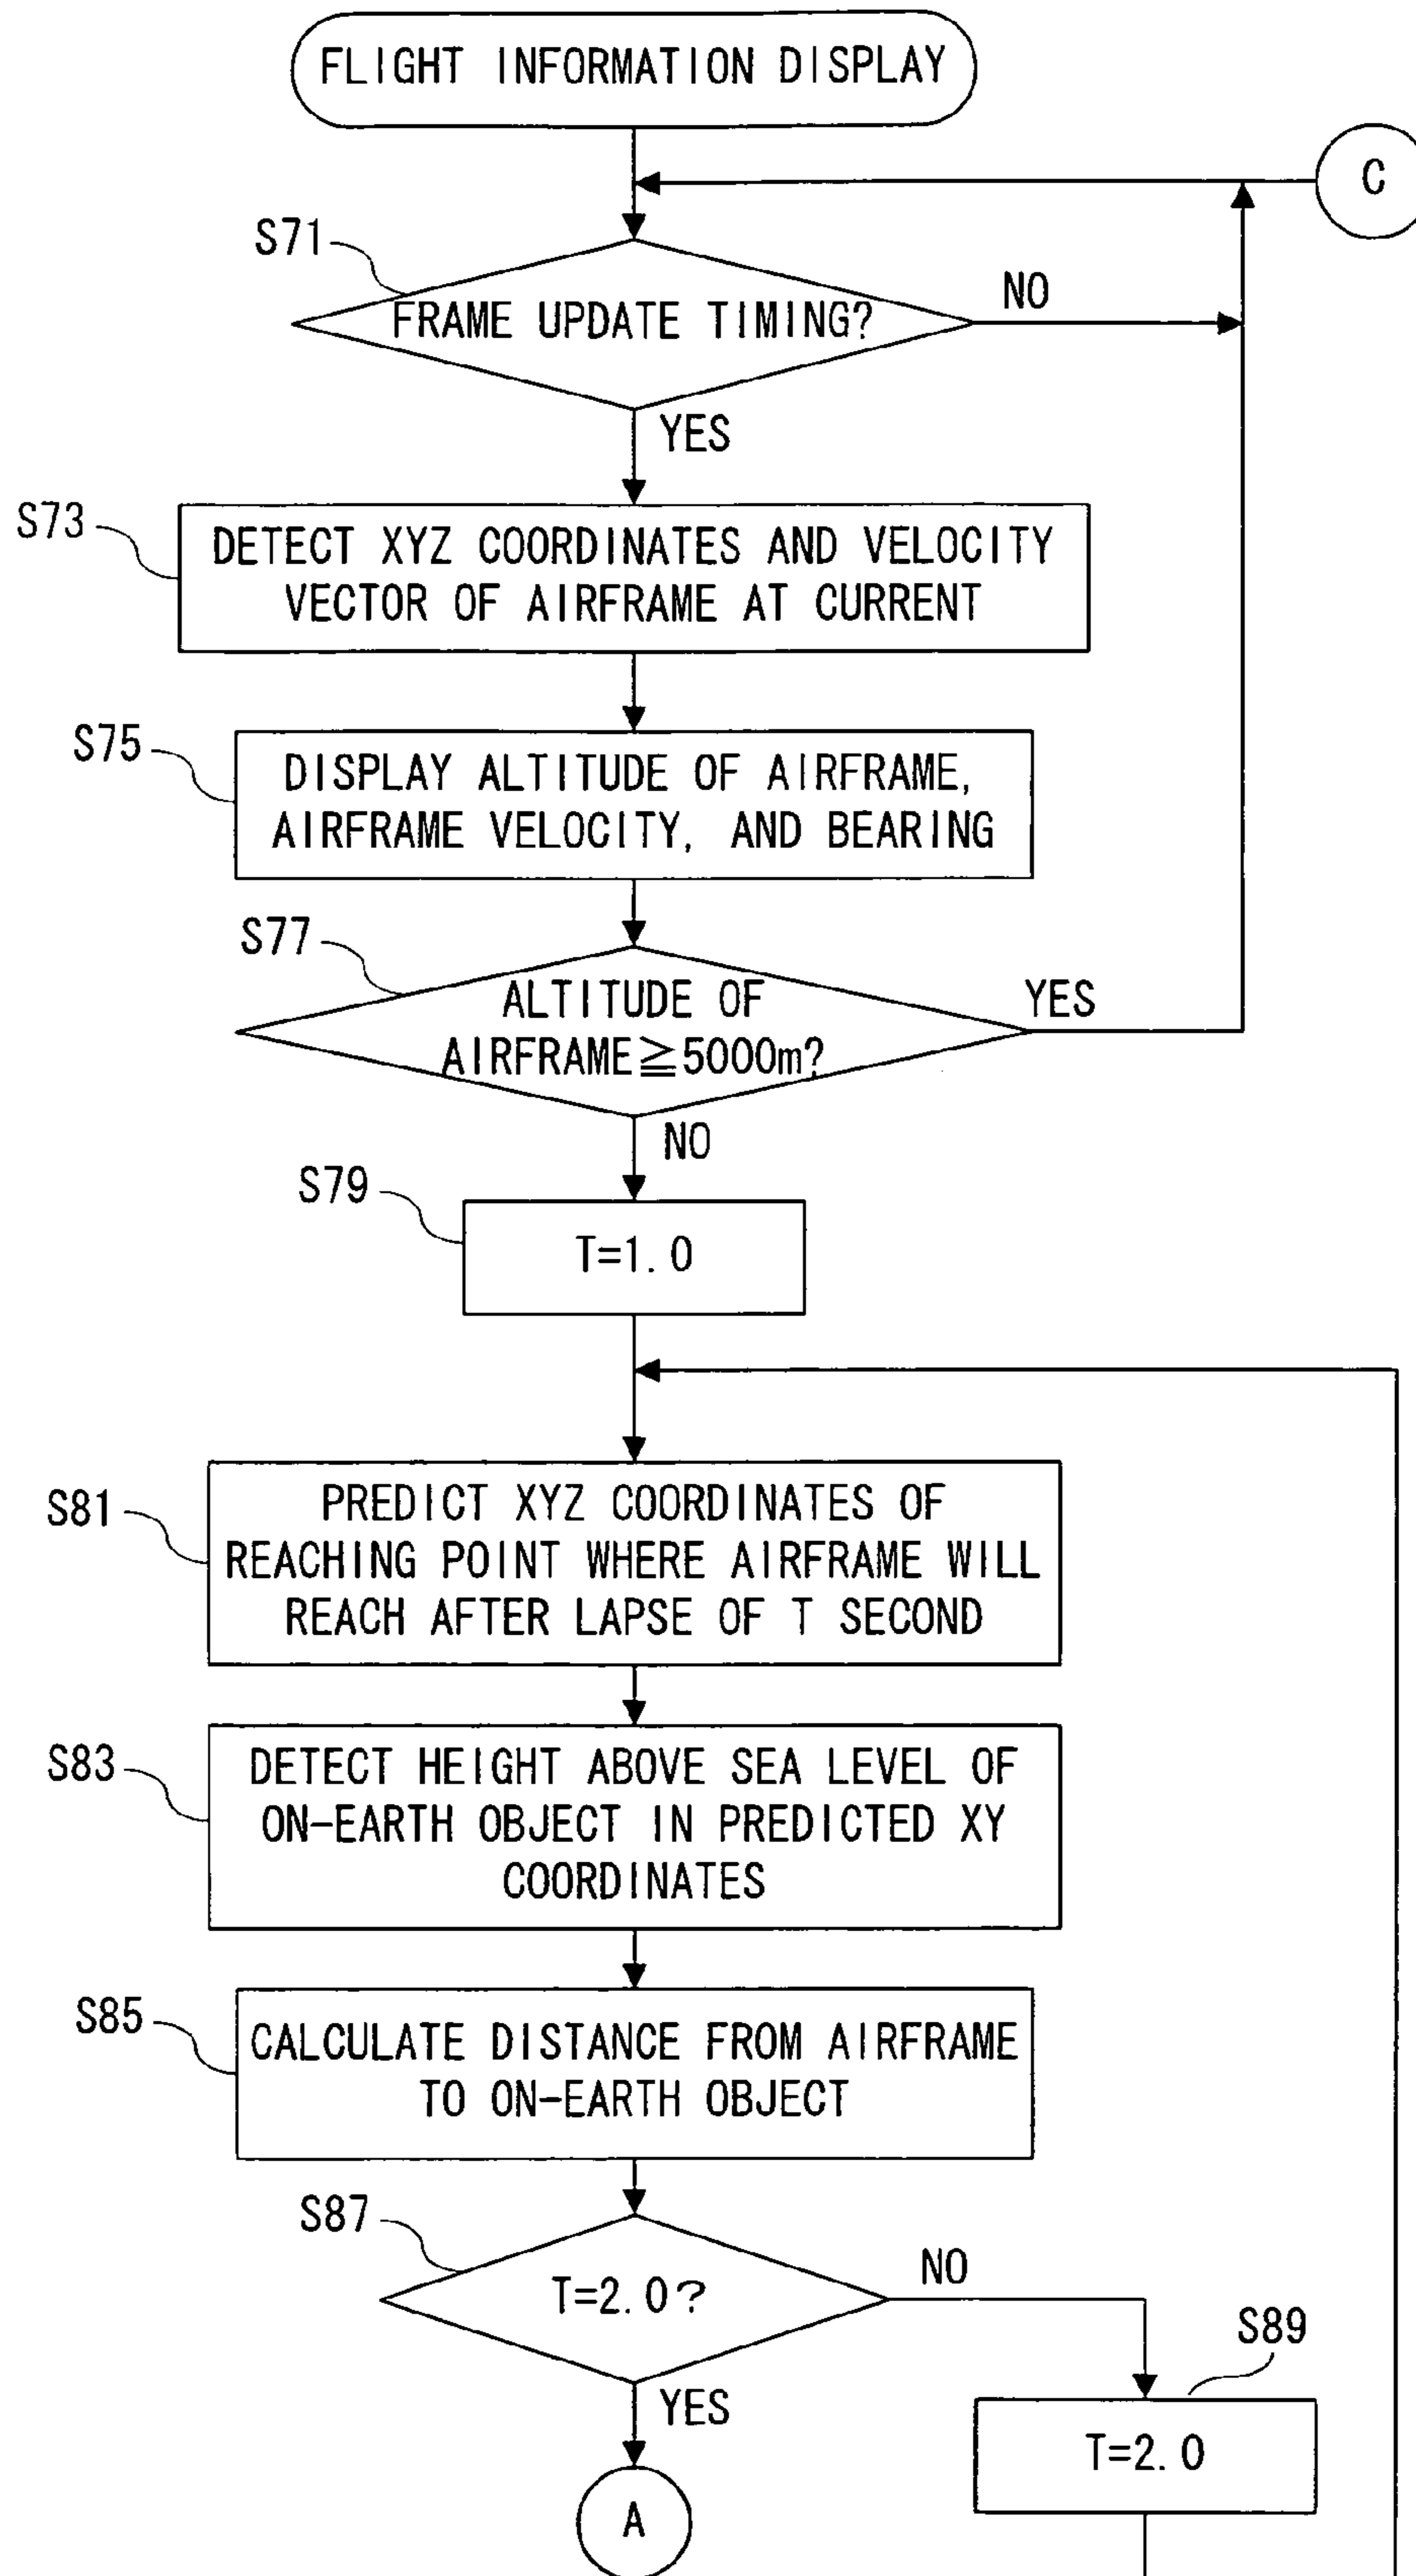 FLIGHT INFORMATION DISPLAY
C
S71
FRAME UPDATE TIMING?
NO
YES
S73
DETECT XYZ COORDINATES AND VELOCITY
VECTOR OF AIRFRAME AT CURRENT
S75
DISPLAY ALTITUDE OF AIRFRAME,
AIRFRAME VELOCITY, AND BEARING
S77
ALTITUDE OF
AIRFRAME≧5000m?
YES
NO
S79
T=1.0
S81
PREDICT XYZ COORDINATES OF
REACHING POINT WHERE AIRFRAME WILL
REACH AFTER LAPSE OF T SECOND
S83
DETECT HEIGHT ABOVE SEA LEVEL OF
ON-EARTH OBJECT IN PREDICTED XY
COORDINATES
S85
CALCULATE DISTANCE FROM AIRFRAME
TO ON-EARTH OBJECT
S87
T=2.0?
NO
S89
YES
T=2.0
A